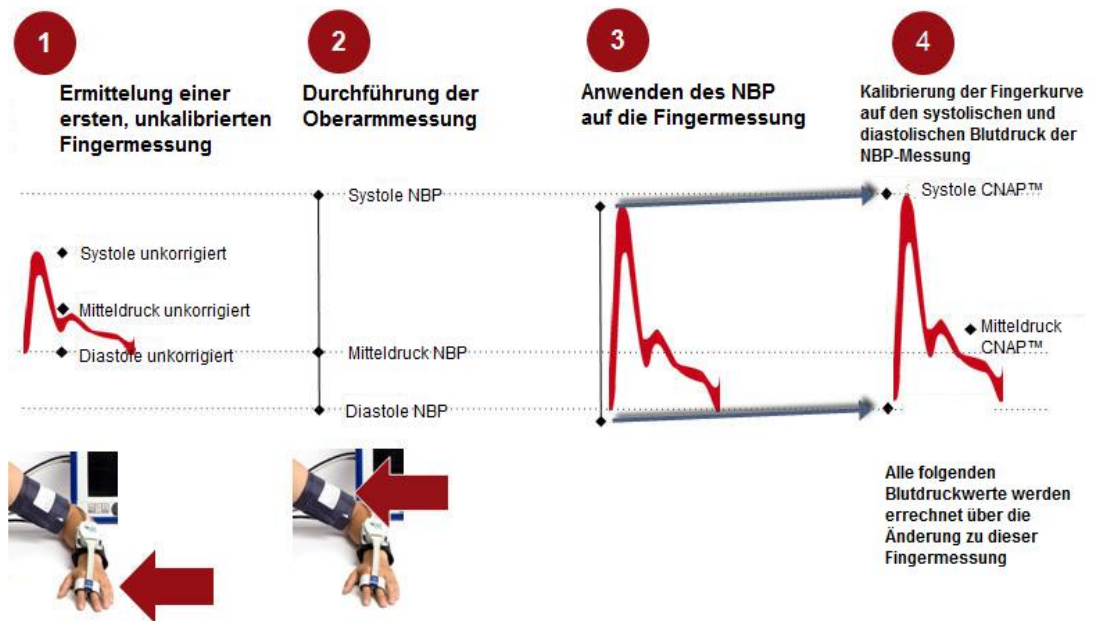 1
Ermittelung einer
ersten, unkalibrierten
Fingermessung
Systole unkorrigiert
Mitteldruck unkorrigiert
Diastole unkorrigiert
2
Durchführung der
Oberarmmessung
Systole NBP
Mitteldruck NBP
Diastole NBP
3
Anwenden des NBP
auf die Fingermessung
4
Kalibrierung der Fingerkurve
auf den systolischen und
diastolischen Blutdruck der
NBP-Messung
Systole CNAP™
Mitteldruck
CNAP™
Alle folgenden
Blutdruckwerte werden
errechnet über die
Änderung zu dieser
Fingermessung